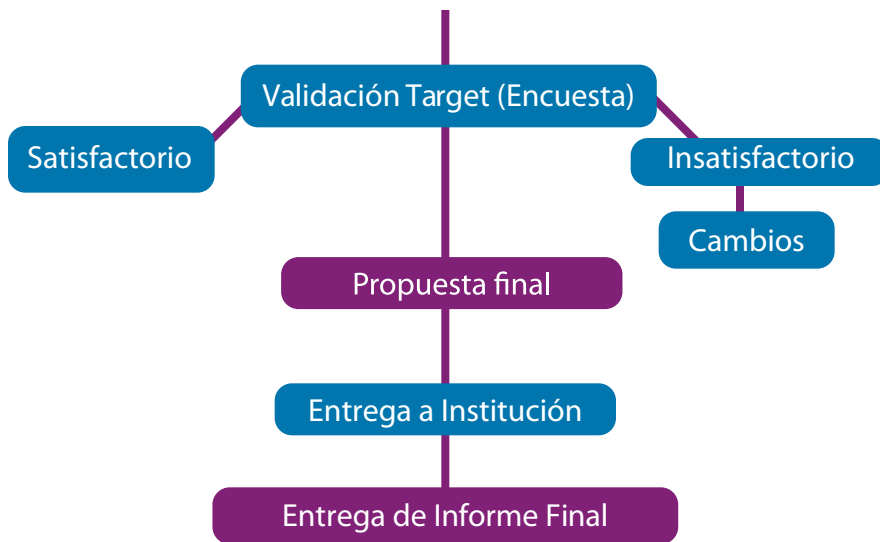 Validación Target (Encuesta)
Satisfactorio
Insatisfactorio
Cambios
Propuesta final
Entrega a Institución
Entrega de Informe Final